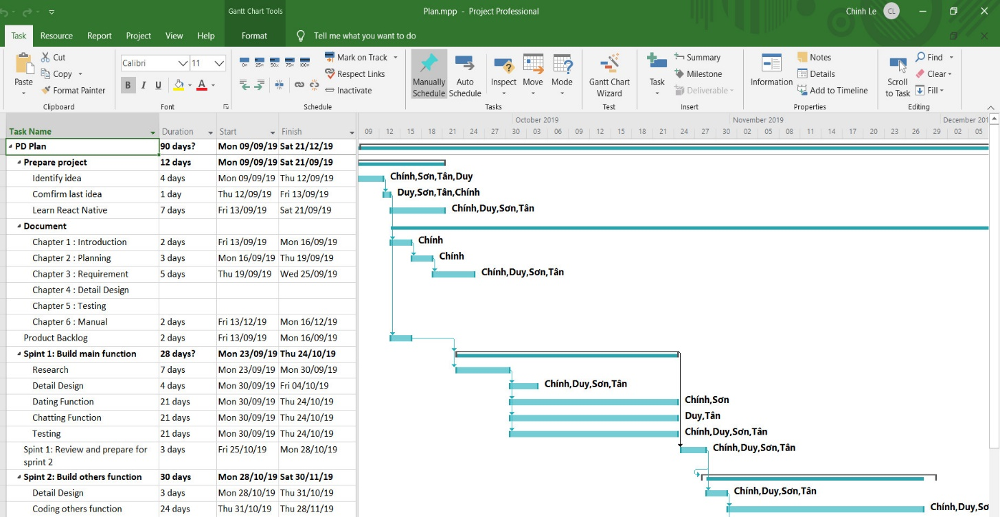 Gantt Chart Tools
Plan.mpp - Project Professional
Chinh Le
CL
Task Resource Report Project View Help Format Tell me what you want to do
Cut
Copy
Format Painter
Paste
Clipboard
Calibri 11
B I U A
Font
0% 25% 50% 75% 100%
Mark on Track
Respect Links
Inactivate
Schedule
Manually Schedule
Auto Schedule
Inspect Move Mode
Tasks
Gantt Chart Wizard
Test
Task
Summary
Milestone
Deliverable
Insert
Information
Notes
Details
Add to Timeline
Properties
Scroll to Task
Find
Clear
Fill
Editing
October 2019 November 2019 December 201
Task Name Duration Start Finish 09 12 15 18 21 24 27 30 03 06 09 12 15 18 21 24 27 30 02 05 08 11 14 17 20 23 26 29 02 05
PD Plan 90 days? Mon 09/09/19 Sat 21/12/19
Prepare project 12 days Mon 09/09/19 Sat 21/09/19
Identify idea 4 days Mon 09/09/19 Thu 12/09/19 Chính,Sơn,Tân,Duy
Comfirm last idea 1 day Thu 12/09/19 Fri 13/09/19 Duy,Sơn,Tân,Chính
Learn React Native 7 days Fri 13/09/19 Sat 21/09/19 Chính,Duy,Sơn,Tân
Document
Chapter 1 : Introduction 2 days Fri 13/09/19 Mon 16/09/19 Chính
Chapter 2 : Planning 3 days Mon 16/09/19 Thu 19/09/19 Chính
Chapter 3 : Requirement 5 days Thu 19/09/19 Wed 25/09/19 Chính,Duy,Sơn,Tân
Chapter 4 : Detail Design
Chapter 5 : Testing
Chapter 6 : Manual 2 days Fri 13/12/19 Mon 16/12/19
Product Backlog 2 days Fri 13/09/19 Mon 16/09/19
Spint 1: Build main function 28 days? Mon 23/09/19 Thu 24/10/19
Research 7 days Mon 23/09/19 Mon 30/09/19
Detail Design 4 days Mon 30/09/19 Fri 04/10/19 Chính,Duy,Sơn,Tân
Dating Function 21 days Mon 30/09/19 Thu 24/10/19 Chính,Sơn
Chatting Function 21 days Mon 30/09/19 Thu 24/10/19 Duy,Tân
Testing 21 days Mon 30/09/19 Thu 24/10/19 Chính,Duy,Sơn,Tân
Spint 1: Review and prepare for 3 days Fri 25/10/19 Mon 28/10/19 Chính,Duy,Sơn,Tân
sprint 2
Spint 2: Build others function 30 days Mon 28/10/19 Sat 30/11/19
Detail Design 3 days Mon 28/10/19 Thu 31/10/19 Chính,Duy,Sơn,Tân
Coding others function 24 days Thu 31/10/19 Thu 28/11/19 Chính,Duy,Sơ